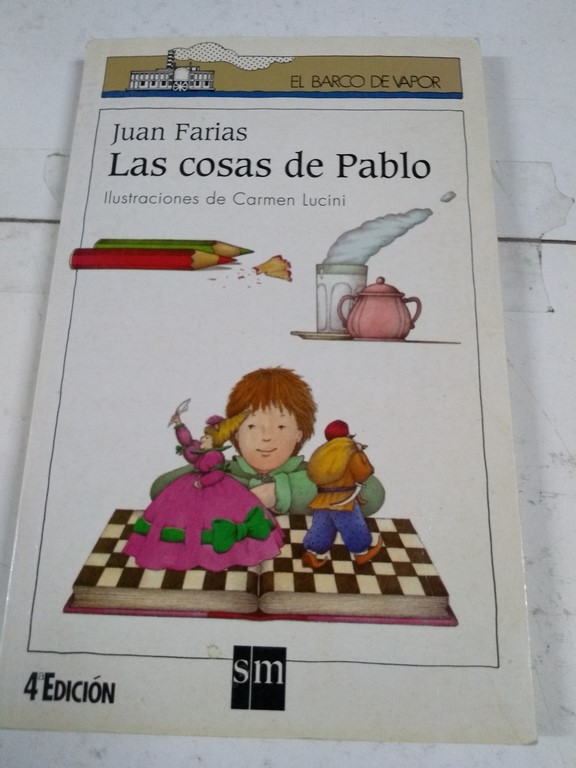 EL BARCO DE VAPOR
Juan Farias
Las cosas de Pablo
Ilustraciones de Carmen Lucini
4ª EDICIÓN
sm